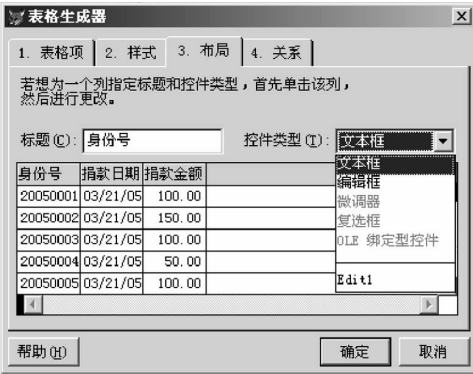 表格生成器
1. 表格项 2. 样式 3. 布局 4. 关系
若想为一个列指定标题和控件类型，首先单击该列，
然后进行更改。
标题(C): 身份号 控件类型(T): 文本框
文本框
编辑框
微调器
复选框
OLE 绑定型控件
Edit1
身份号 捐款日期 捐款金额
20050001 03/21/05 100.00
20050002 03/21/05 150.00
20050003 03/21/05 100.00
20050004 03/21/05 50.00
20050005 03/21/05 100.00
帮助(H) 确定 取消